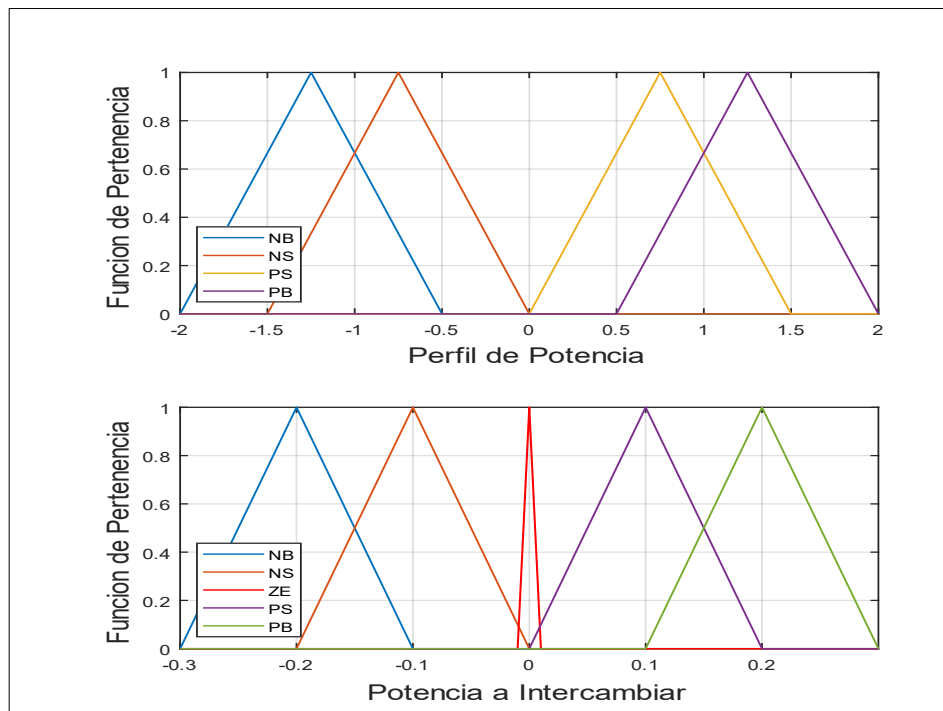 Funcion de Pertenencia
1
0.8
0.6
0.4
0.2
0
NB
NS
PS
PB
-2 -1.5 -1 -0.5 0 0.5 1 1.5 2
Perfil de Potencia
Funcion de Pertenencia
1
0.8
0.6
0.4
0.2
0
NB
NS
ZE
PS
PB
-0.3 -0.2 -0.1 0 0.1 0.2
Potencia a Intercambiar